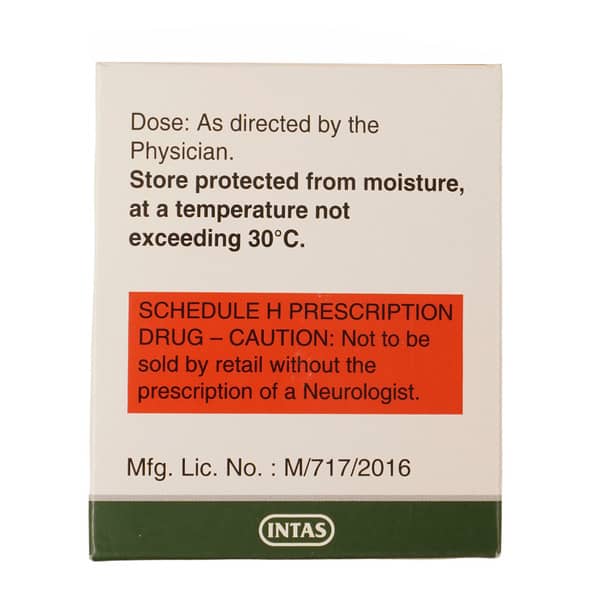 Dose: As directed by the
Physician.
Store protected from moisture,
at a temperature not
exceeding 30°C.
SCHEDULE H PRESCRIPTION
DRUG – CAUTION: Not to be
sold by retail without the
prescription of a Neurologist.
Mfg. Lic. No. : M/717/2016
INTAS